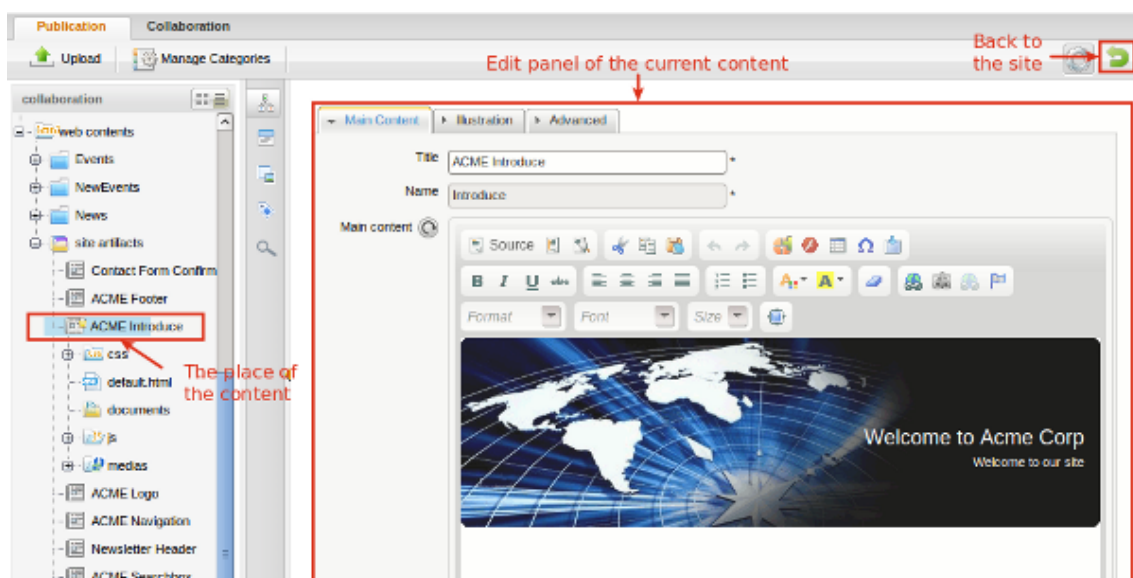 Publication Collaboration
Upload Manage Categories
Edit panel of the current content
Back to
the site
collaboration
web contents
Events
NewEvents
News
site artifacts
Contact Form Confirm
ACME Footer
ACME Introduce
css
default.html
documents
js
medias
ACME Logo
ACME Navigation
Newsletter Header
ACME Searchbox
The place of
the content
Main Content Illustration Advanced
Title ACME Introduce *
Name Introduce *
Main content
Source
B I U abc
A A
Format Font Size
Welcome to Acme Corp
Welcome to our site